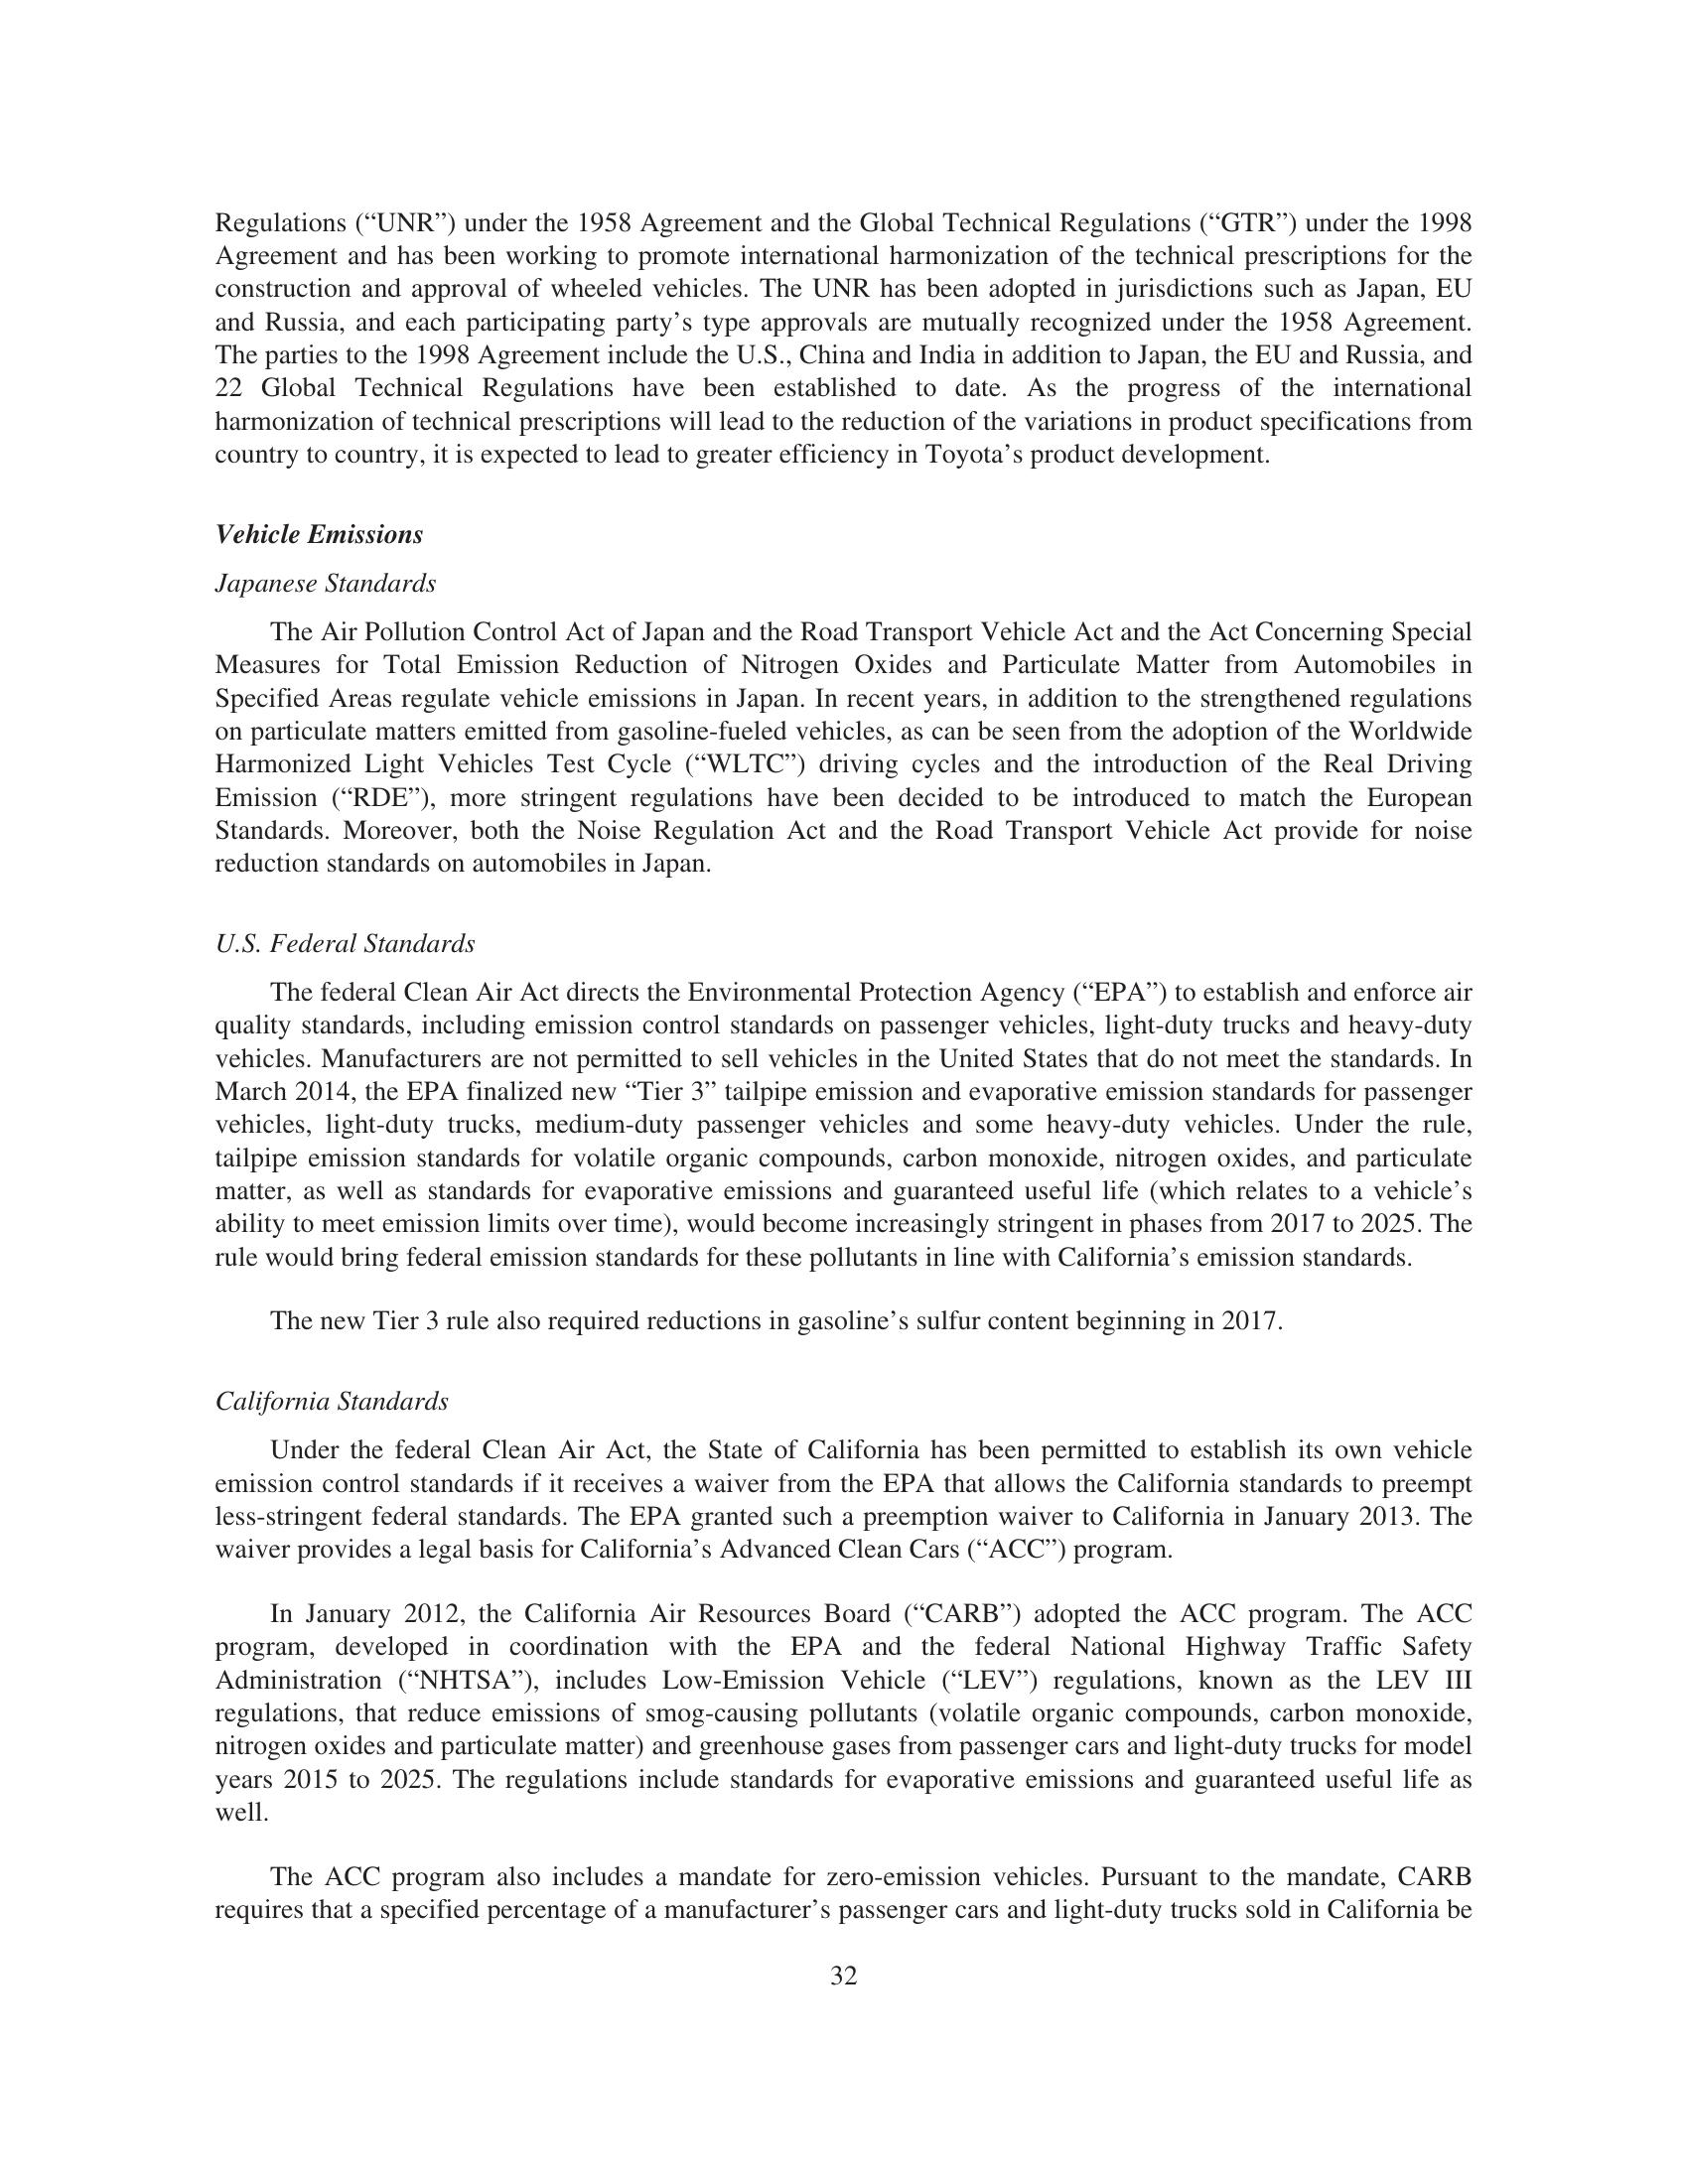 Regulations (“UNR”) under the 1958 Agreement and the Global Technical Regulations (“GTR”) under the 1998
Agreement and has been working to promote international harmonization of the technical prescriptions for the
construction and approval of wheeled vehicles. The UNR has been adopted in jurisdictions such as Japan, EU
and Russia, and each participating party’s type approvals are mutually recognized under the 1958 Agreement.
The parties to the 1998 Agreement include the U.S., China and India in addition to Japan, the EU and Russia, and
22 Global Technical Regulations have been established to date. As the progress of the international
harmonization of technical prescriptions will lead to the reduction of the variations in product specifications from
country to country, it is expected to lead to greater efficiency in Toyota’s product development.
Vehicle Emissions
Japanese Standards
The Air Pollution Control Act of Japan and the Road Transport Vehicle Act and the Act Concerning Special
Measures for Total Emission Reduction of Nitrogen Oxides and Particulate Matter from Automobiles in
Specified Areas regulate vehicle emissions in Japan. In recent years, in addition to the strengthened regulations
on particulate matters emitted from gasoline-fueled vehicles, as can be seen from the adoption of the Worldwide
Harmonized Light Vehicles Test Cycle (“WLTC”) driving cycles and the introduction of the Real Driving
Emission (“RDE”), more stringent regulations have been decided to be introduced to match the European
Standards. Moreover, both the Noise Regulation Act and the Road Transport Vehicle Act provide for noise
reduction standards on automobiles in Japan.
U.S. Federal Standards
The federal Clean Air Act directs the Environmental Protection Agency (“EPA”) to establish and enforce air
quality standards, including emission control standards on passenger vehicles, light-duty trucks and heavy-duty
vehicles. Manufacturers are not permitted to sell vehicles in the United States that do not meet the standards. In
March 2014, the EPA finalized new “Tier 3” tailpipe emission and evaporative emission standards for passenger
vehicles, light-duty trucks, medium-duty passenger vehicles and some heavy-duty vehicles. Under the rule,
tailpipe emission standards for volatile organic compounds, carbon monoxide, nitrogen oxides, and particulate
matter, as well as standards for evaporative emissions and guaranteed useful life (which relates to a vehicle’s
ability to meet emission limits over time), would become increasingly stringent in phases from 2017 to 2025. The
rule would bring federal emission standards for these pollutants in line with California’s emission standards.
The new Tier 3 rule also required reductions in gasoline’s sulfur content beginning in 2017.
California Standards
Under the federal Clean Air Act, the State of California has been permitted to establish its own vehicle
emission control standards if it receives a waiver from the EPA that allows the California standards to preempt
less-stringent federal standards. The EPA granted such a preemption waiver to California in January 2013. The
waiver provides a legal basis for California’s Advanced Clean Cars (“ACC”) program.
In January 2012, the California Air Resources Board (“CARB”) adopted the ACC program. The ACC
program, developed in coordination with the EPA and the federal National Highway Traffic Safety
Administration (“NHTSA”), includes Low-Emission Vehicle (“LEV”) regulations, known as the LEV III
regulations, that reduce emissions of smog-causing pollutants (volatile organic compounds, carbon monoxide,
nitrogen oxides and particulate matter) and greenhouse gases from passenger cars and light-duty trucks for model
years 2015 to 2025. The regulations include standards for evaporative emissions and guaranteed useful life as
well.
The ACC program also includes a mandate for zero-emission vehicles. Pursuant to the mandate, CARB
requires that a specified percentage of a manufacturer’s passenger cars and light-duty trucks sold in California be
32